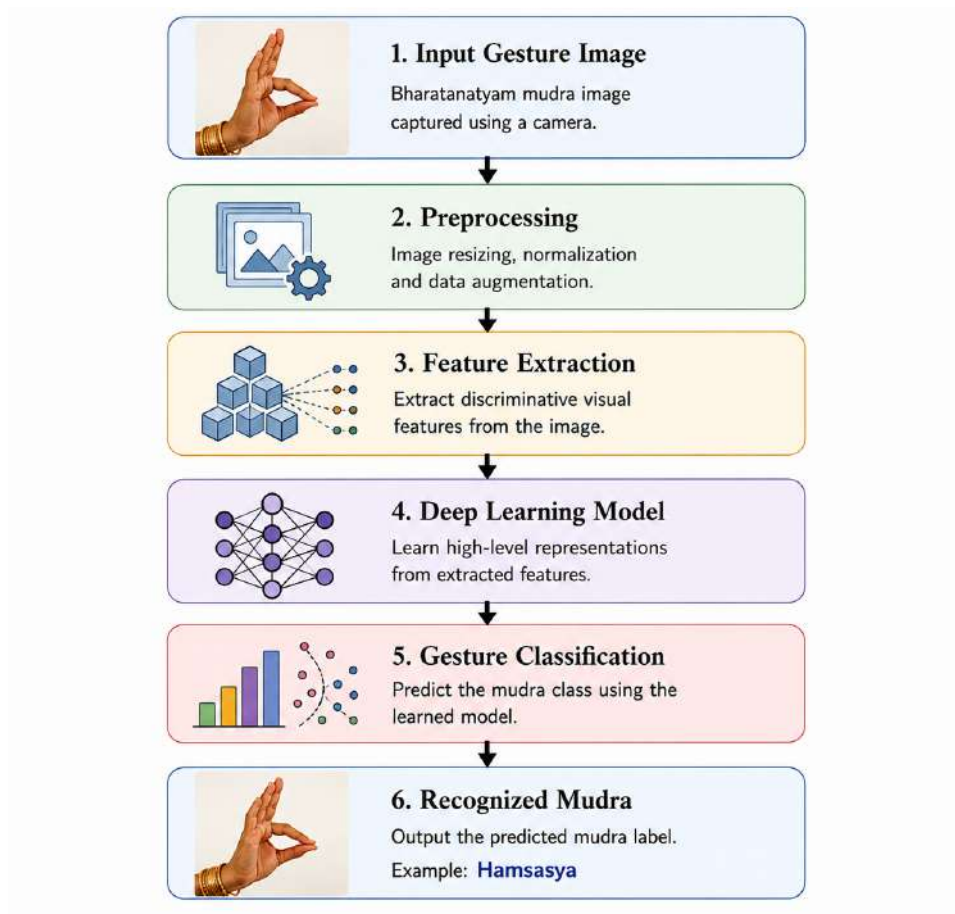 1. Input Gesture Image
Bharatanatyam mudra image
captured using a camera.
2. Preprocessing
Image resizing, normalization
and data augmentation.
3. Feature Extraction
Extract discriminative visual
features from the image.
4. Deep Learning Model
Learn high-level representations
from extracted features.
5. Gesture Classification
Predict the mudra class using the
learned model.
6. Recognized Mudra
Output the predicted mudra label.
Example: Hamsasya